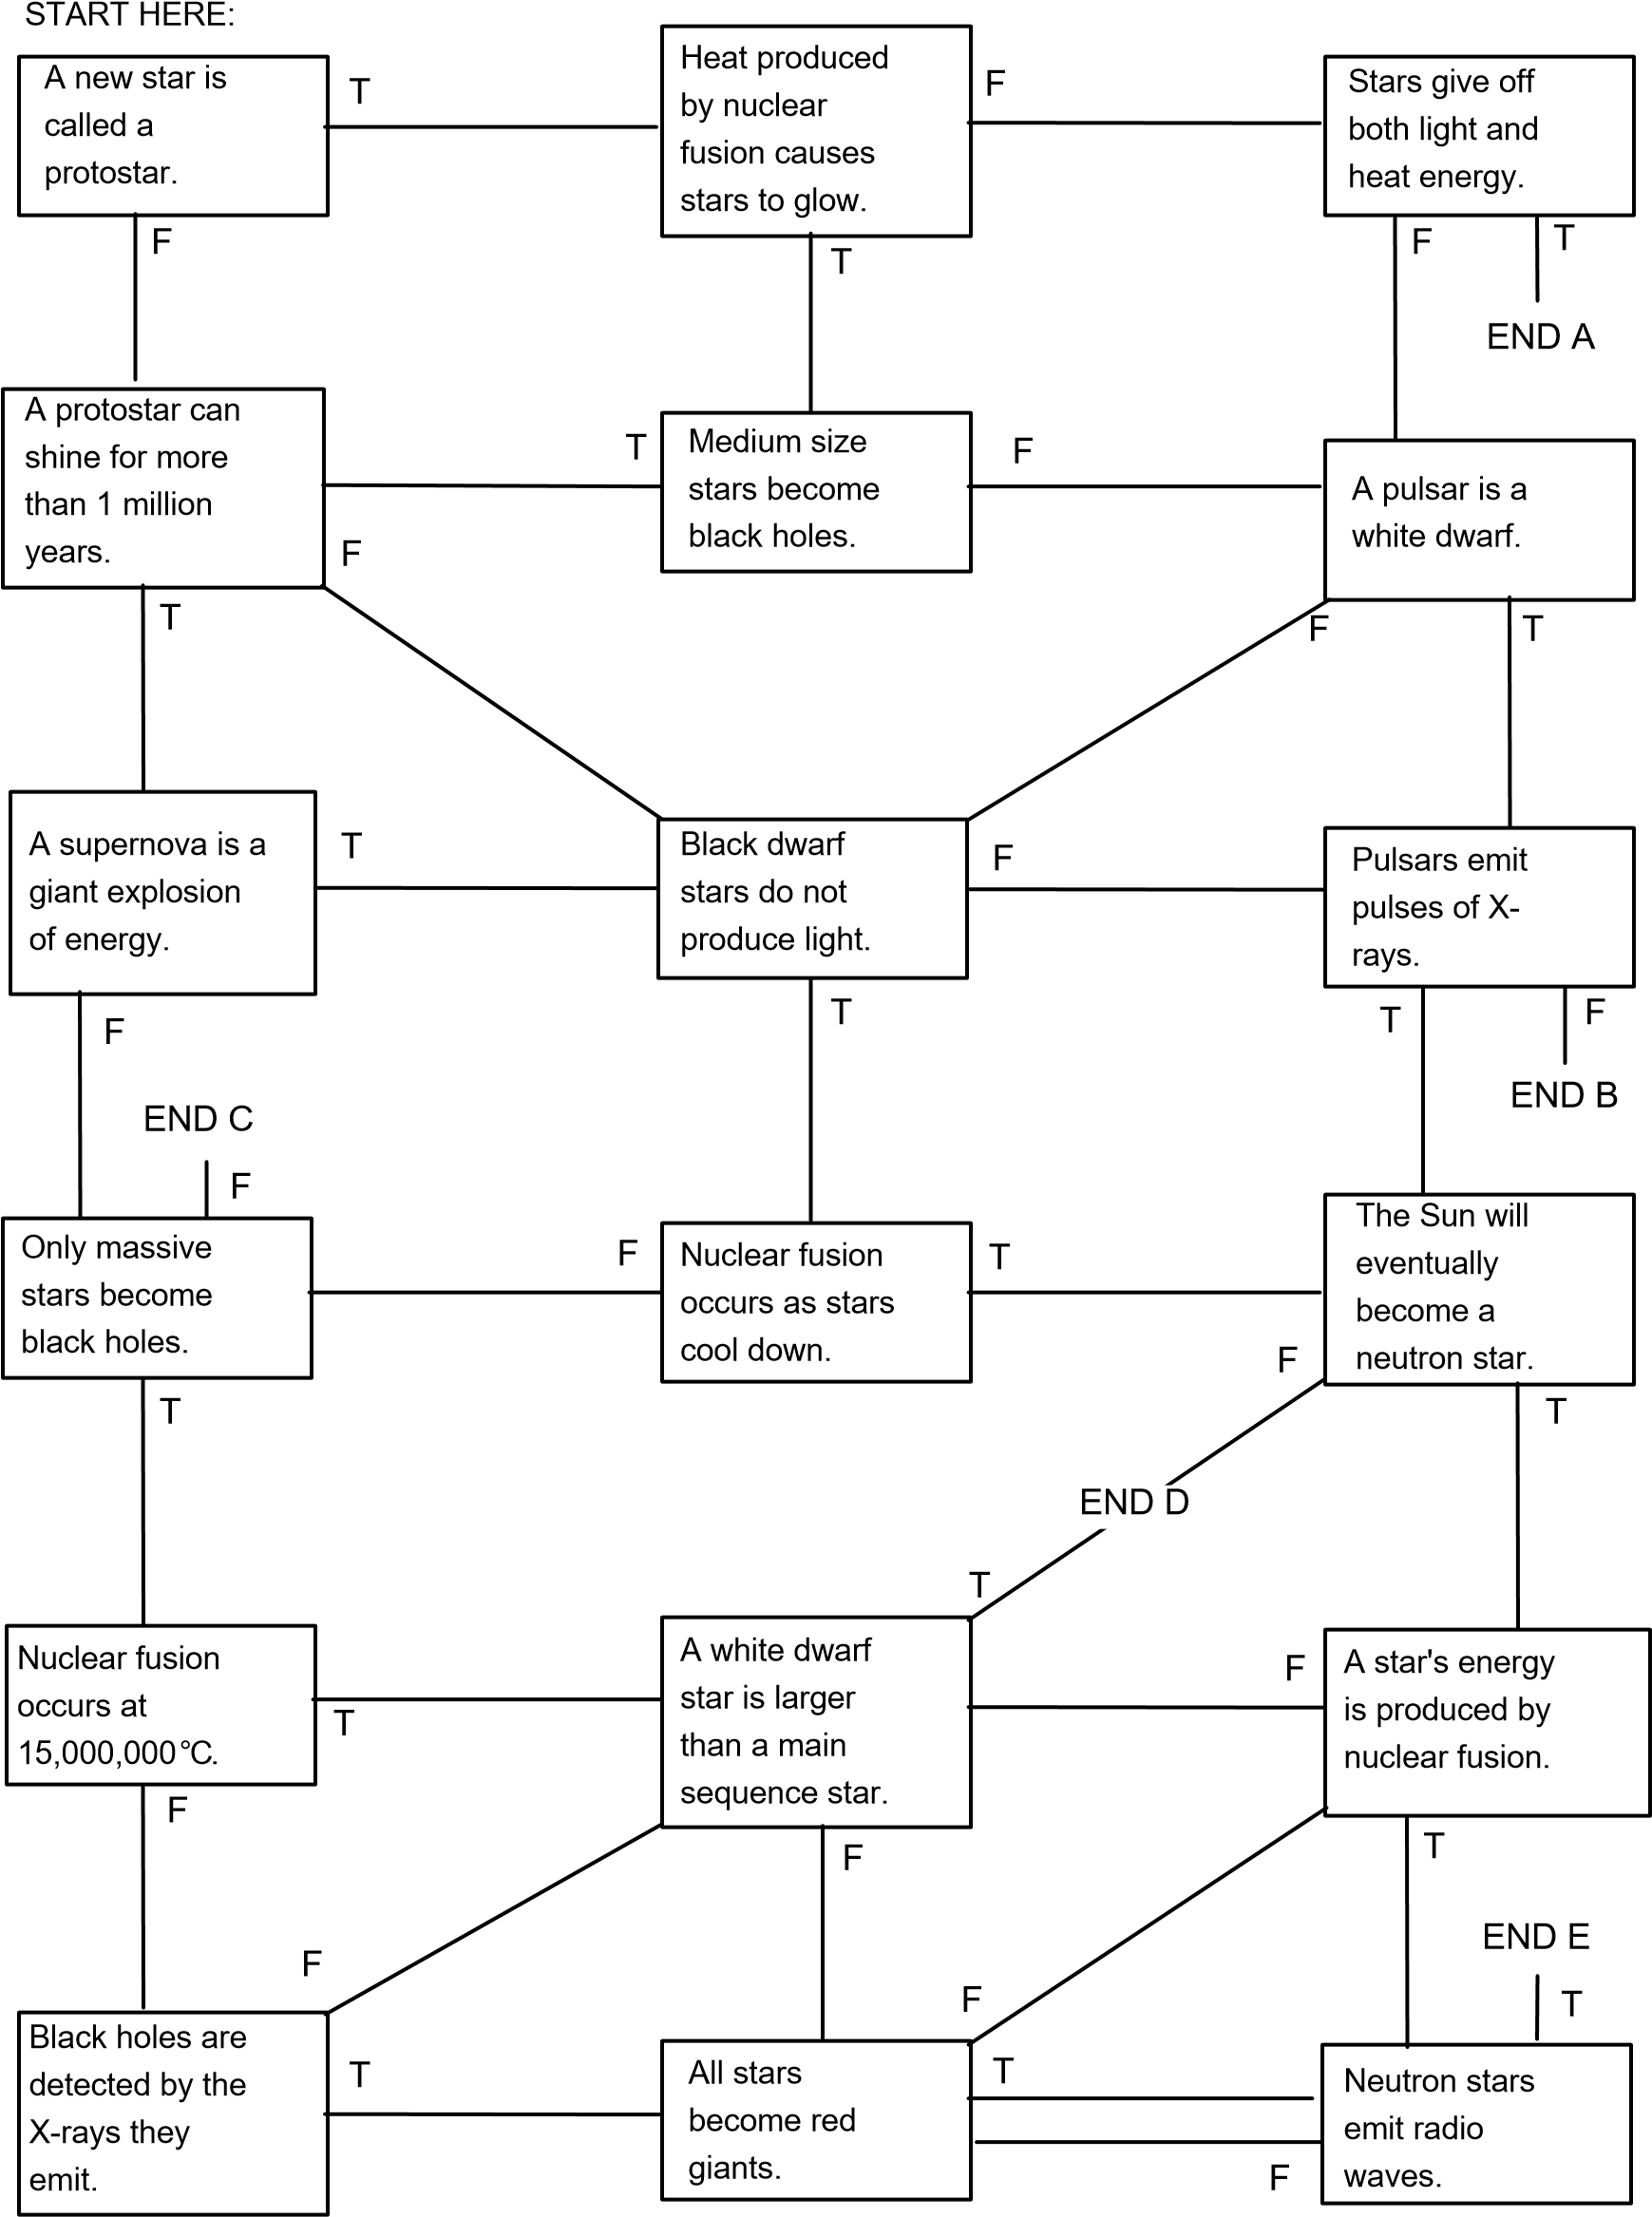 START HERE:
A new star is
called a
protostar.
T
F
Heat produced
by nuclear
fusion causes
stars to glow.
F
T
Stars give off
both light and
heat energy.
F
T
END A
A protostar can
shine for more
than 1 million
years.
T
F
T
Medium size
stars become
black holes.
F
A pulsar is a
white dwarf.
F
T
A supernova is a
giant explosion
of energy.
T
F
Black dwarf
stars do not
produce light.
F
T
Pulsars emit
pulses of X-
rays.
T
F
END B
END C
F
Only massive
stars become
black holes.
T
F
Nuclear fusion
occurs as stars
cool down.
T
The Sun will
eventually
become a
neutron star.
F
T
END D
T
Nuclear fusion
occurs at
15,000,000°C.
T
F
A white dwarf
star is larger
than a main
sequence star.
F
F
A star's energy
is produced by
nuclear fusion.
T
END E
T
F
F
Black holes are
detected by the
X-rays they
emit.
T
All stars
become red
giants.
T
F
Neutron stars
emit radio
waves.